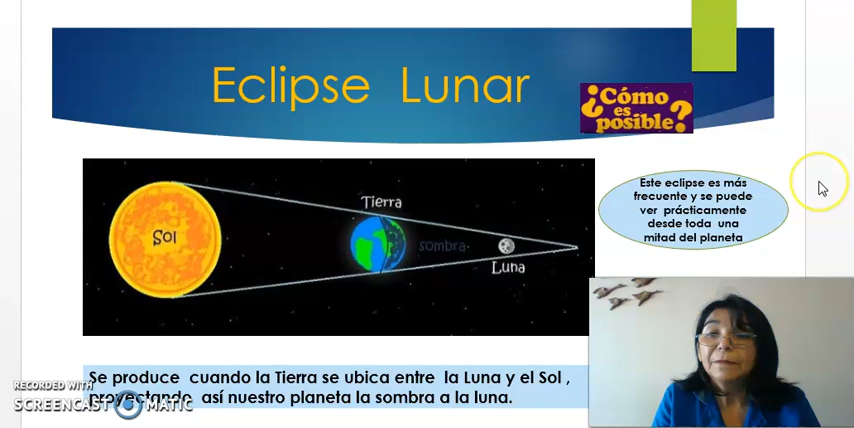 Eclipse Lunar
¿Cómo
es
posible?
Tierra
Sol
sombra
Luna
Este eclipse es más
frecuente y se puede
ver prácticamente
desde toda una
mitad del planeta
Se produce cuando la Tierra se ubica entre la Luna y el Sol ,
proyectando así nuestro planeta la sombra a la luna.
RECORDED WITH
SCREENCAST MATIC